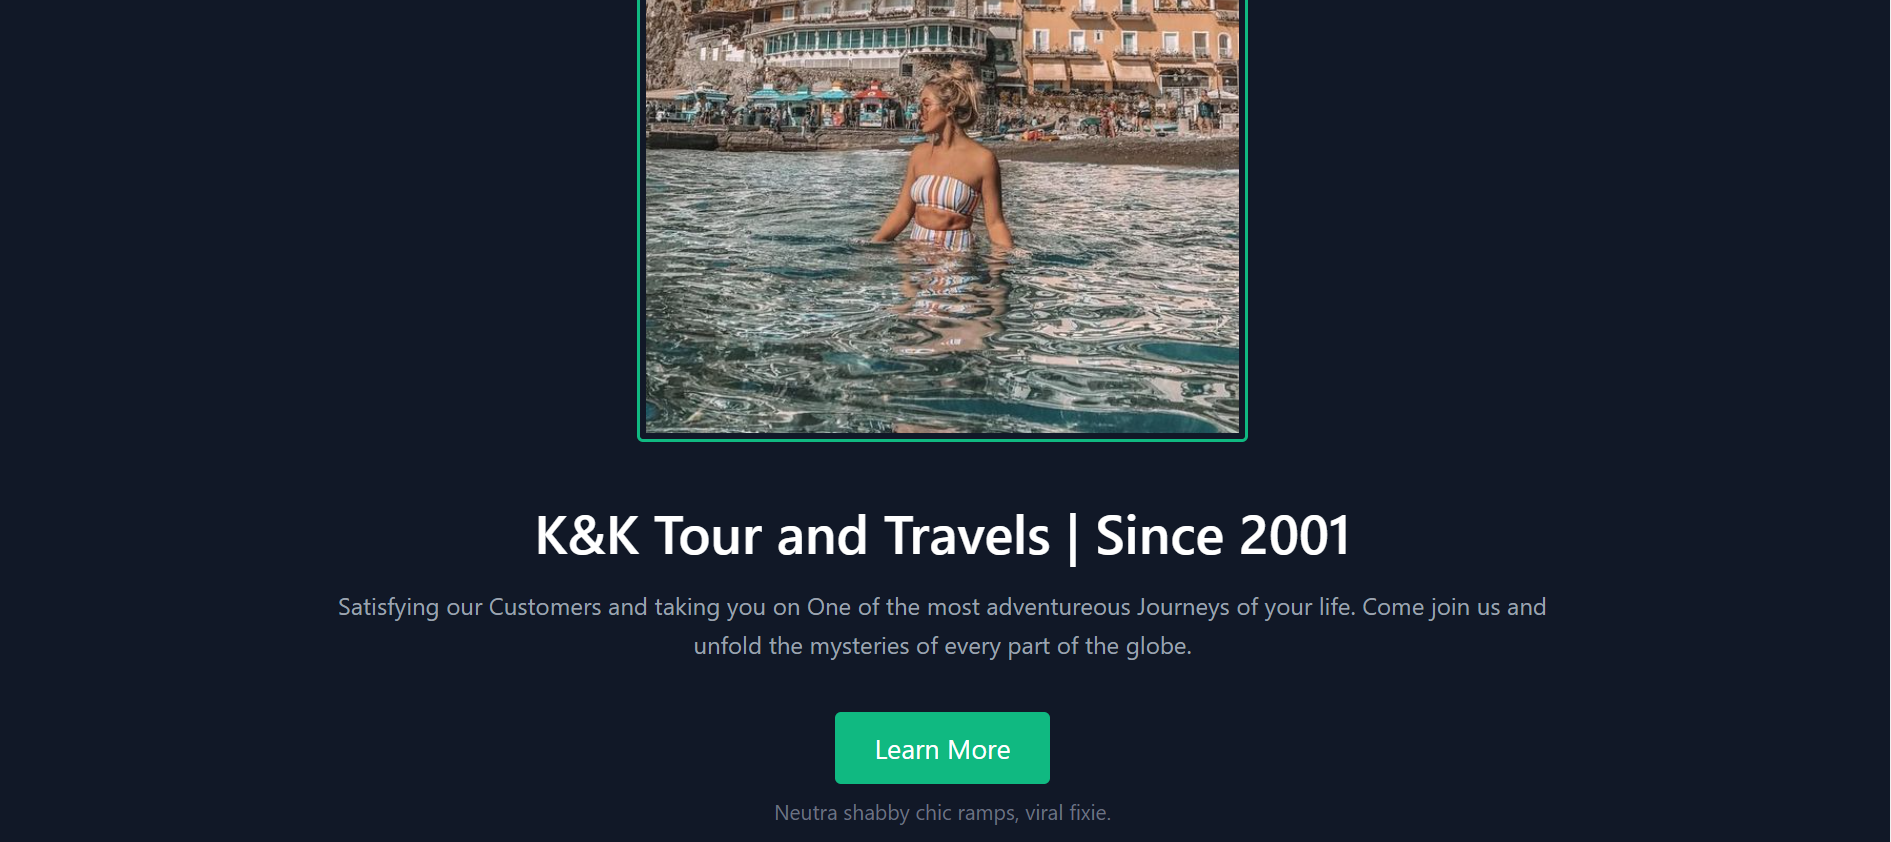 K&K Tour and Travels | Since 2001
Satisfying our Customers and taking you on One of the most adventureous Journeys of your life. Come join us and
unfold the mysteries of every part of the globe.
Learn More
Neutra shabby chic ramps, viral fixie.